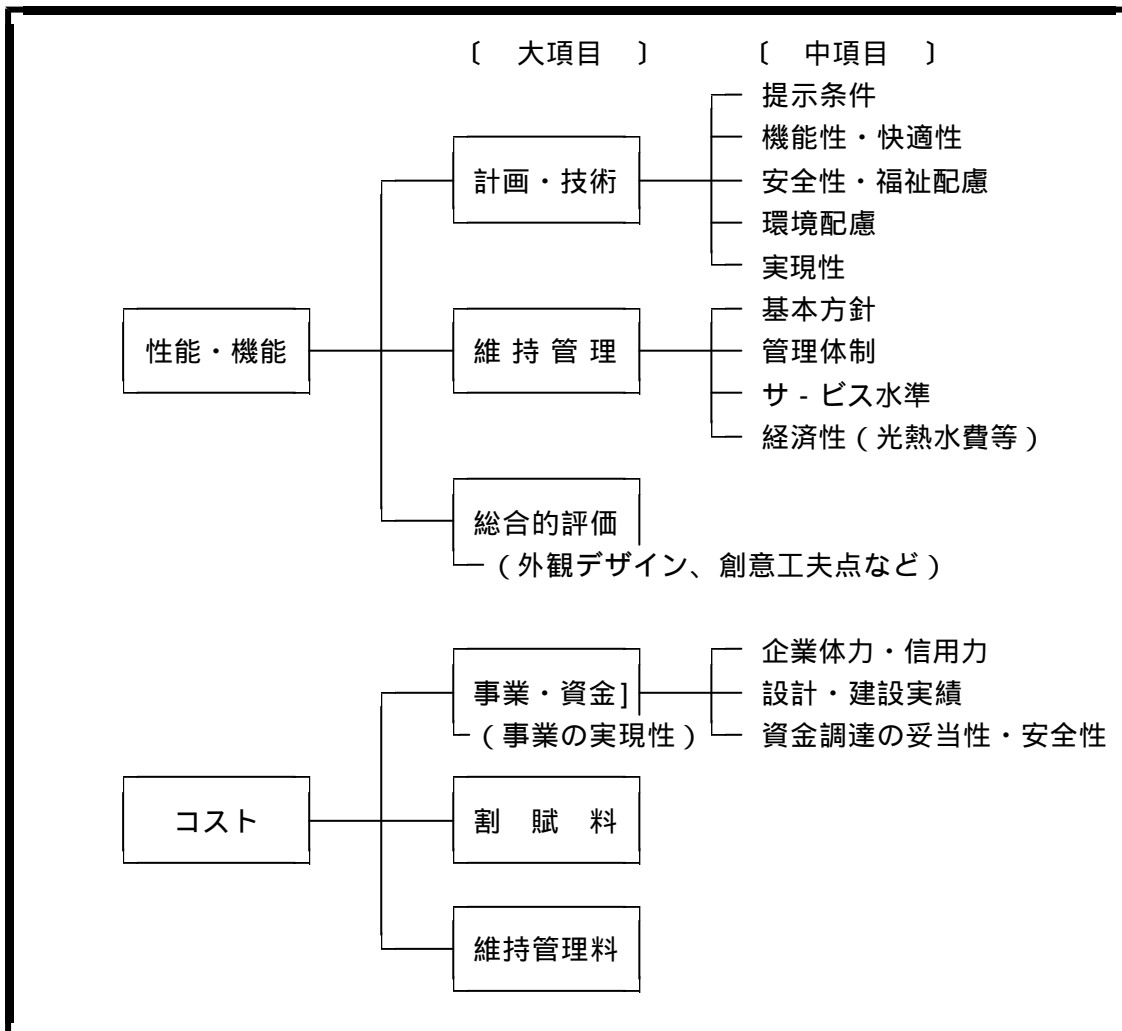 〔　大項目　〕　〔　中項目　〕
提示条件
機能性・快適性
計画・技術　安全性・福祉配慮
環境配慮
実現性
基本方針
性能・機能　維 持 管 理　管理体制
サ - ビス水準
経済性（光熱水費等）
総合的評価
（外観デザイン、創意工夫点など）
企業体力・信用力
事業・資金]　設計・建設実績
（事業の実現性）　資金調達の妥当性・安全性
コスト　割　賦　料
維持管理料